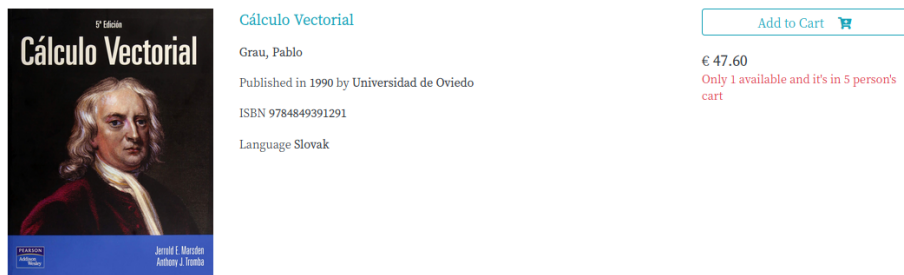 5ª Edición
Cálculo Vectorial
PEARSON
Addison
Wesley
Jerrold E. Marsden
Anthony J. Tromba
Cálculo Vectorial
Grau, Pablo
Published in 1990 by Universidad de Oviedo
ISBN 9784849391291
Language Slovak
Add to Cart
€ 47.60
Only 1 available and it's in 5 person's
cart